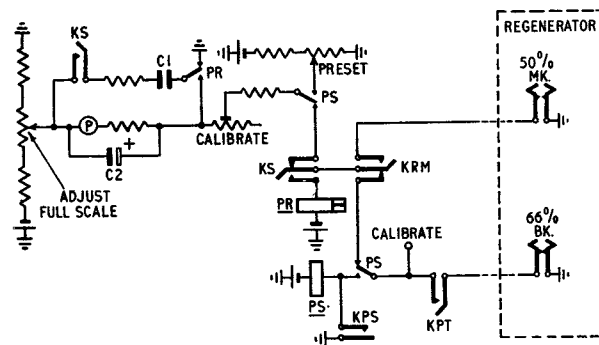 REGENERATOR
KS
C1
PR
PRESET
50%
MK.
P
CALIBRATE
PS
+
C2
KS
KRM
ADJUST
FULL SCALE
PR
CALIBRATE
66%
BK.
PS
PS
KPS
KPT